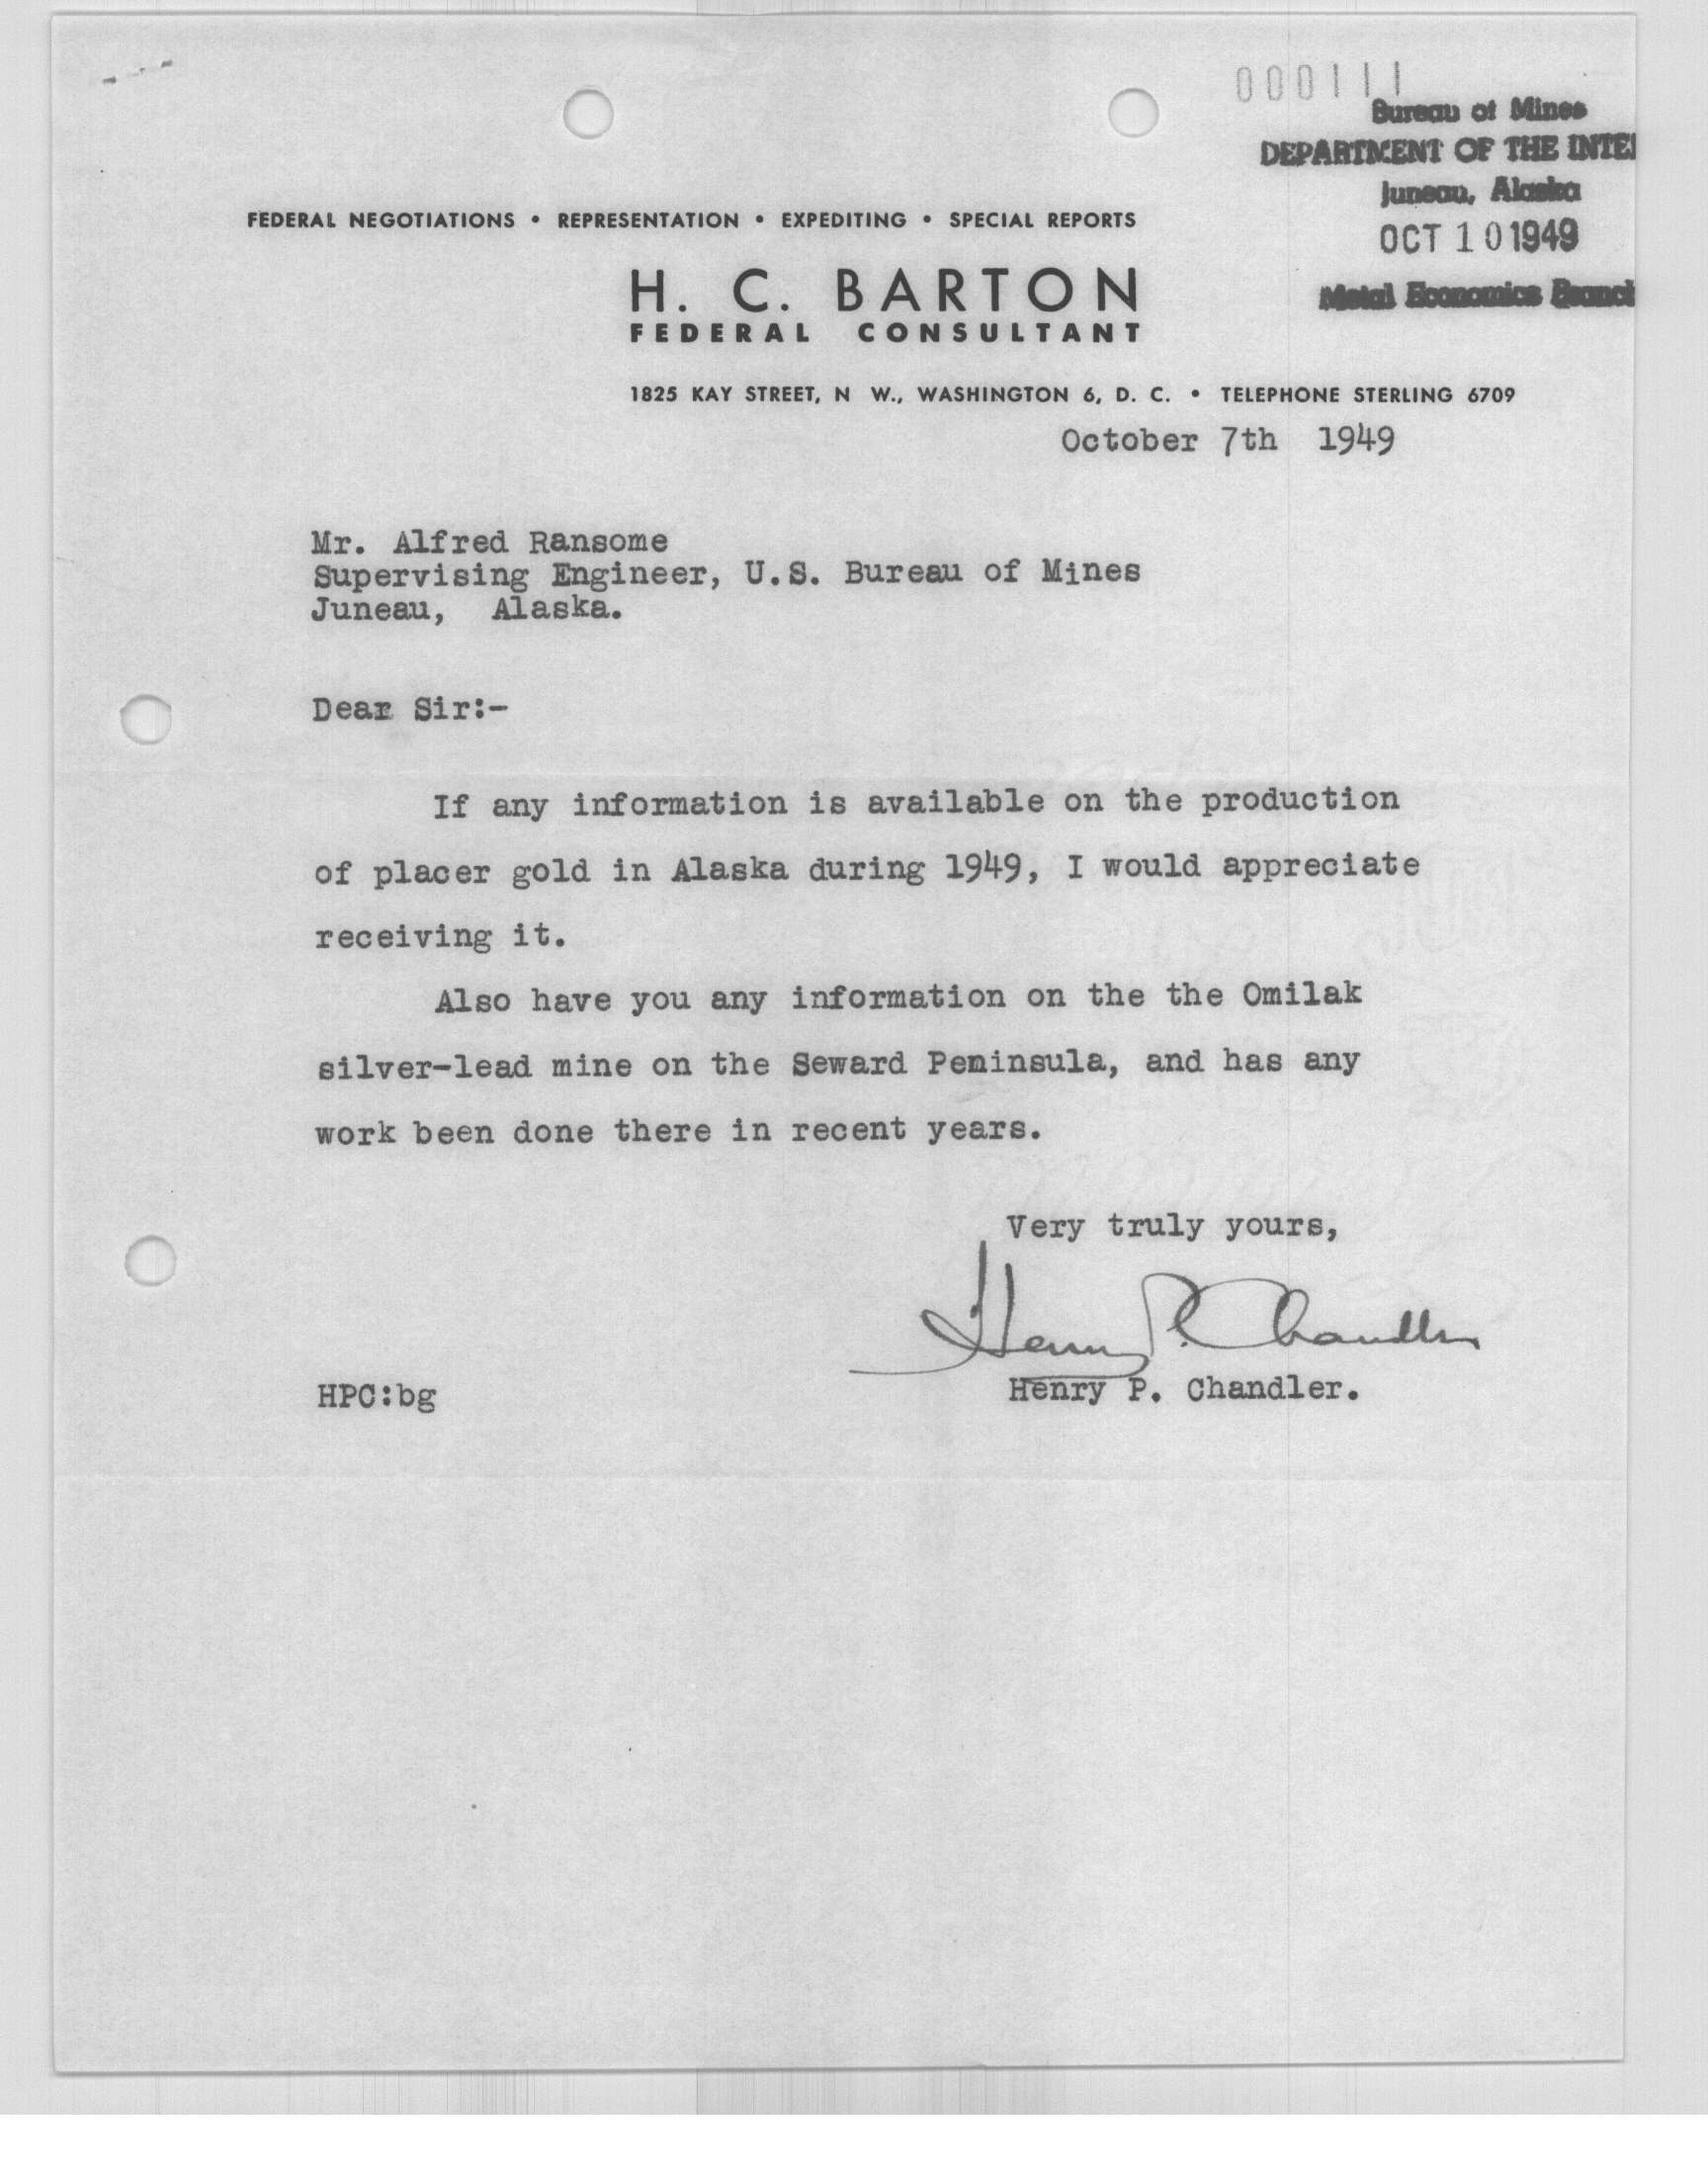 000111
Bureau of Mines
DEPARTMENT OF THE INTE
Juneau, Alaska
OCT 10 1949
Metal Economics Branch
FEDERAL NEGOTIATIONS • REPRESENTATION • EXPEDITING • SPECIAL REPORTS
H. C. BARTON
FEDERAL CONSULTANT
1825 KAY STREET, N W., WASHINGTON 6, D. C. • TELEPHONE STERLING 6709
October 7th 1949
Mr. Alfred Ransome
Supervising Engineer, U.S. Bureau of Mines
Juneau, Alaska.
Dear Sir:-
If any information is available on the production
of placer gold in Alaska during 1949, I would appreciate
receiving it.
Also have you any information on the the Omilak
silver-lead mine on the Seward Peninsula, and has any
work been done there in recent years.
Very truly yours,
Henry P. Chandler
Henry P. Chandler.
HPC:bg